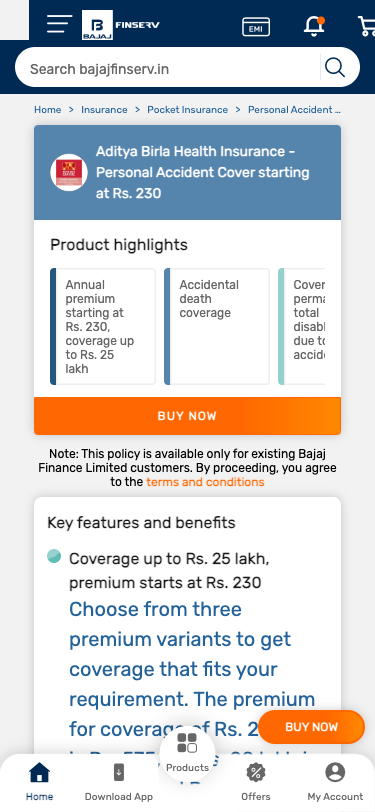 BAJAJ FINSERV
EMI
Search bajajfinserv.in
Home > Insurance > Pocket Insurance > Personal Accident ...
Aditya Birla Health Insurance -
Personal Accident Cover starting
at Rs. 230
Product highlights
Annual
premium
starting at
Rs. 230,
coverage up
to Rs. 25
lakh
Accidental
death
coverage
Cover
perma
total
disabl
due to
accide
BUY NOW
Note: This policy is available only for existing Bajaj
Finance Limited customers. By proceeding, you agree
to the terms and conditions
Key features and benefits
Coverage up to Rs. 25 lakh,
premium starts at Rs. 230
Choose from three
premium variants to get
coverage that fits your
requirement. The premium
for coverage of Rs. 2
BUY NOW
Home
Download App
Products
Offers
My Account